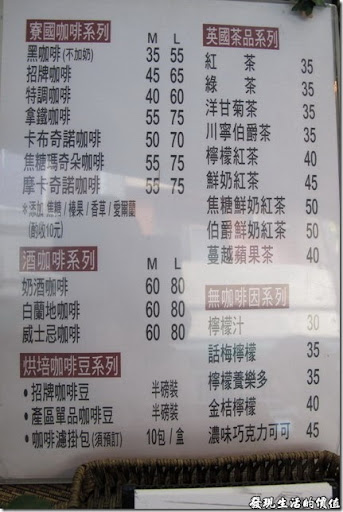 寮國咖啡系列 M L
黑咖啡(不加奶) 35 55
招牌咖啡 45 65
特調咖啡 40 60
拿鐵咖啡 55 75
卡布奇諾咖啡 50 70
焦糖瑪奇朵咖啡 55 75
摩卡奇諾咖啡 55 75
*添加 焦糖/榛果/香草/愛爾蘭
(酌收10元)
酒咖啡系列 M L
奶酒咖啡 60 80
白蘭地咖啡 60 80
威士忌咖啡 60 80
烘培咖啡豆系列
•招牌咖啡豆 半磅裝
•產區單品咖啡豆 半磅裝
•咖啡濾掛包(須預訂) 10包/盒
英國茶品系列
紅 茶 35
綠 茶 35
洋甘菊茶 35
川寧伯爵茶 35
檸檬紅茶 40
鮮奶紅茶 45
焦糖鮮奶紅茶 50
伯爵鮮奶紅茶 50
蔓越蘋果茶 40
無咖啡因系列
檸檬汁 30
話梅檸檬 35
檸檬養樂多 35
金桔檸檬 40
濃味巧克力可可 45
發現生活的價值